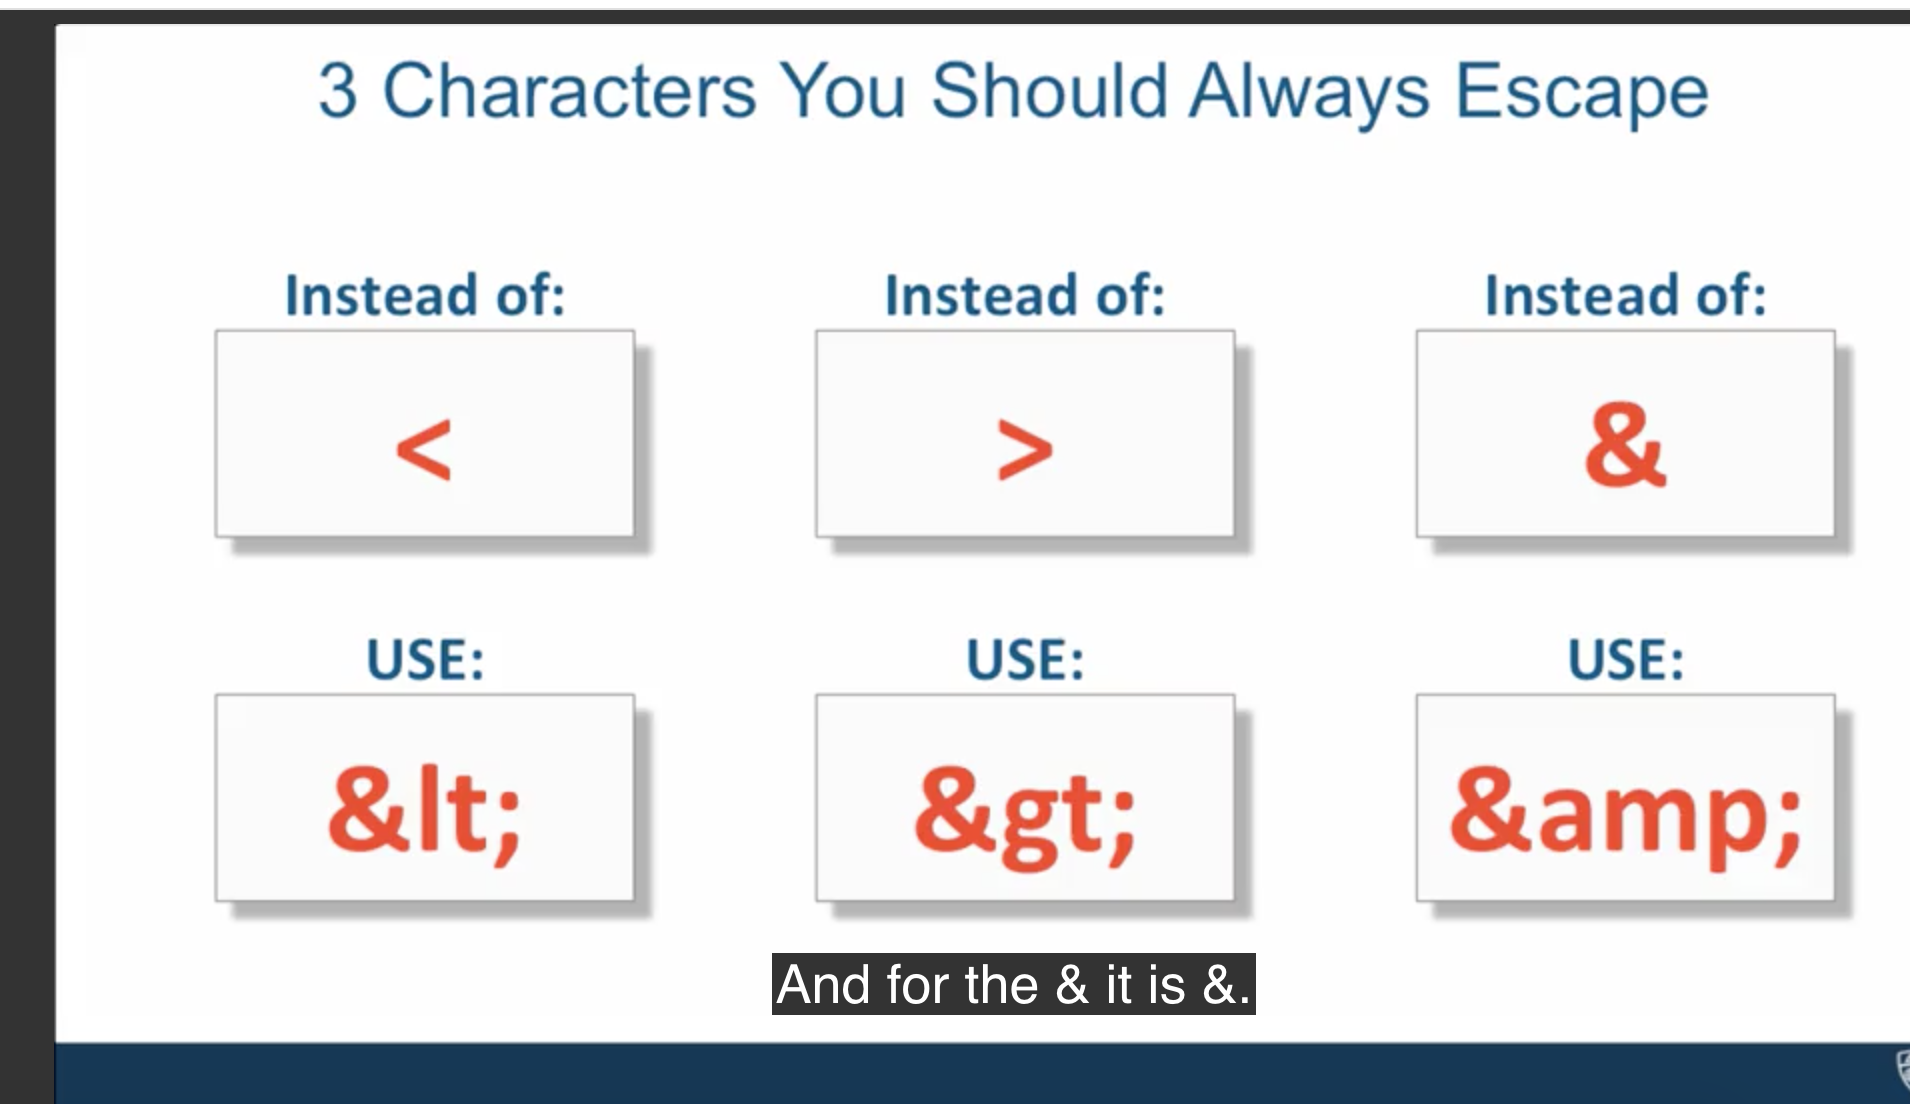 3 Characters You Should Always Escape
Instead of: Instead of: Instead of:
< > &
USE: USE: USE:
&lt; &gt; &amp;
And for the & it is &.